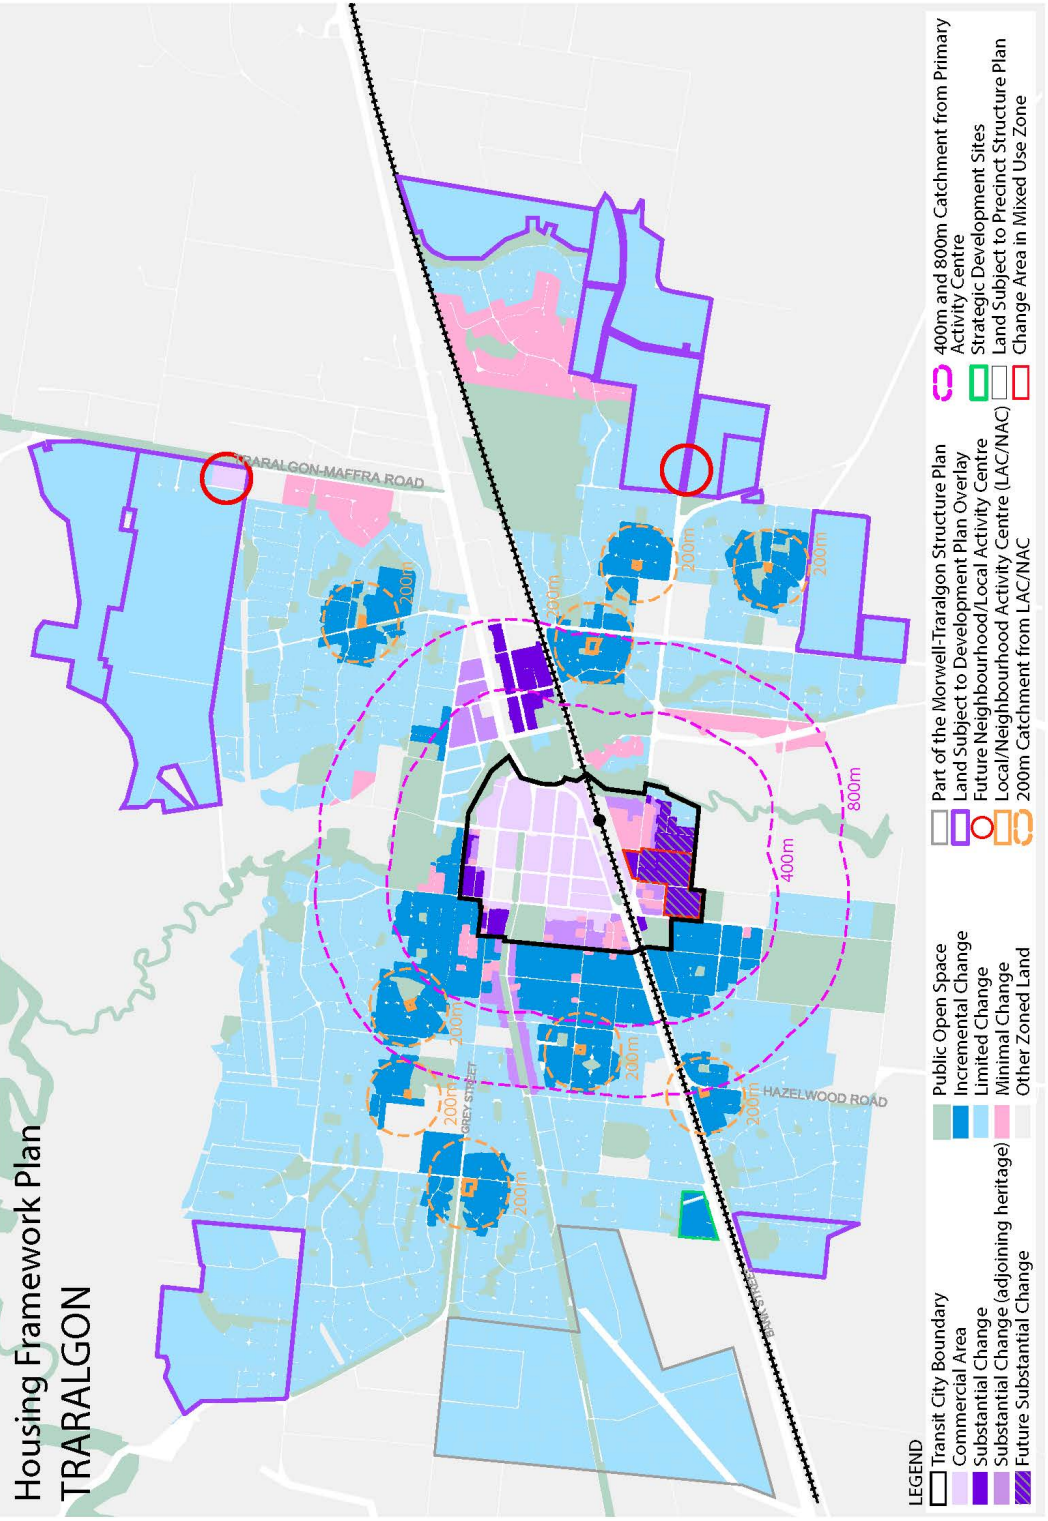 Housing Framework Plan
TRARALGON
TRARALGON-MAFFRA ROAD
200m
200m
200m
200m
200m
200m
200m
200m
200m
200m
GREY STREET
HAZELWOOD ROAD
400m
800m
LEGEND
Transit City Boundary
Commercial Area
Substantial Change
Substantial Change (adjoining heritage)
Future Substantial Change
Public Open Space
Incremental Change
Limited Change
Minimal Change
Other Zoned Land
Part of the Morwell-Traralgon Structure Plan
Land Subject to Development Plan Overlay
Future Neighbourhood/Local Activity Centre
Local/Neighbourhood Activity Centre (LAC/NAC)
200m Catchment from LAC/NAC
400m and 800m Catchment from Primary
Activity Centre
Strategic Development Sites
Land Subject to Precinct Structure Plan
Change Area in Mixed Use Zone